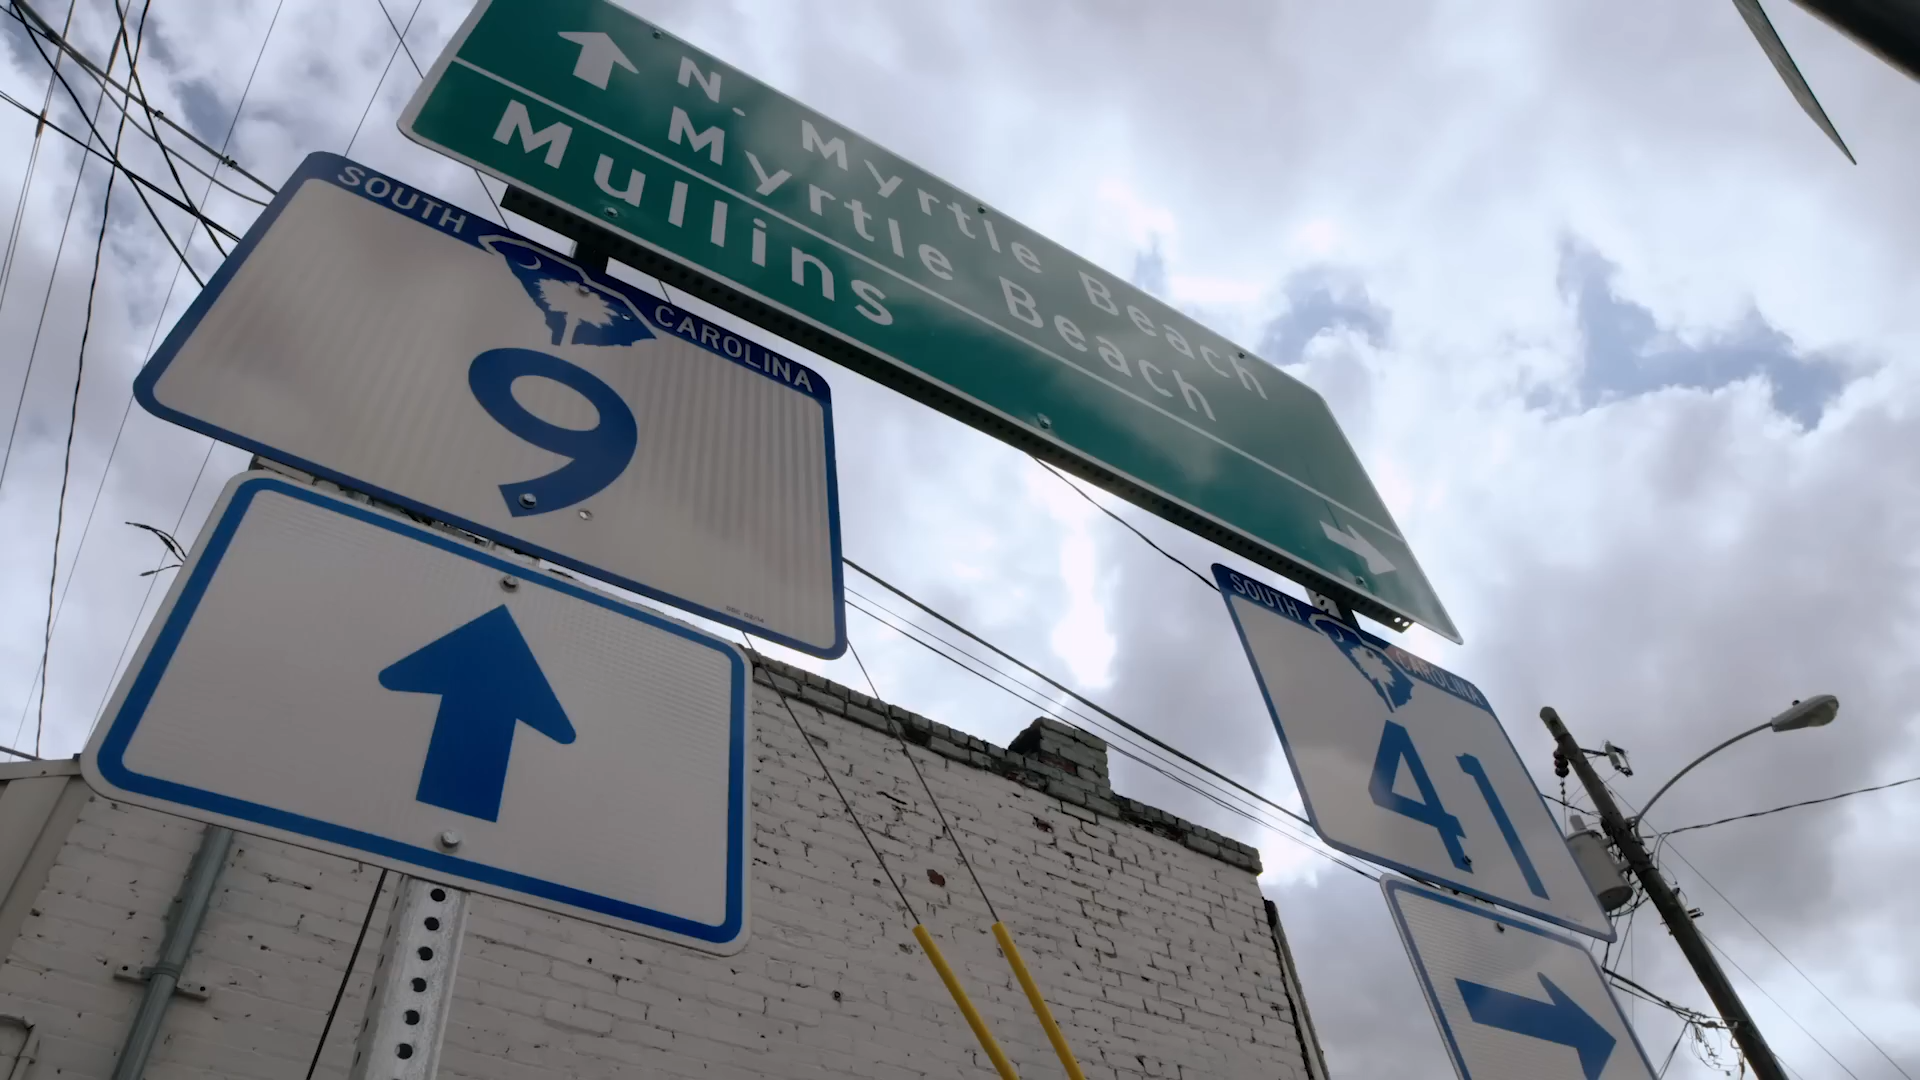 N. Myrtle Beach
Myrtle Beach
Mullins
SOUTH CAROLINA
9
SOUTH CAROLINA
41